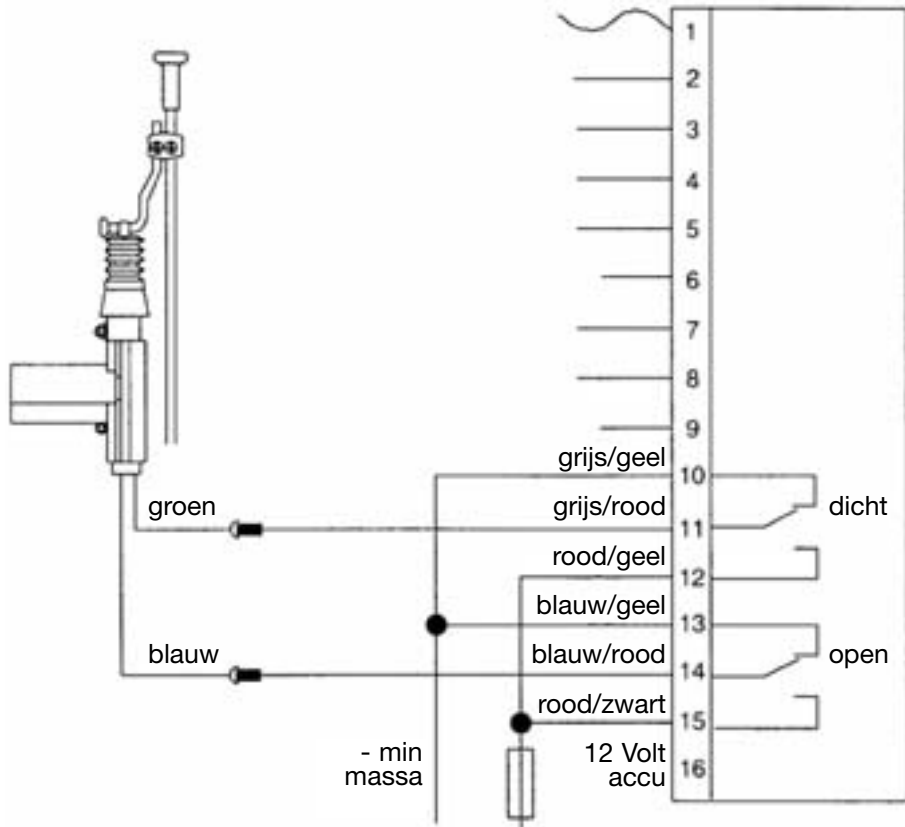 1
2
3
4
5
6
7
8
9
grijs/geel 10
groen grijs/rood 11 dicht
rood/geel 12
blauw/geel 13
blauw blauw/rood 14 open
rood/zwart 15
- min 12 Volt
massa accu 16